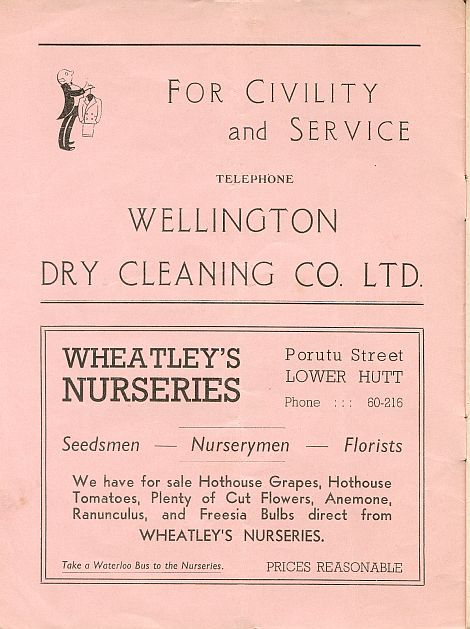 FOR CIVILITY
and SERVICE
TELEPHONE
WELLINGTON
DRY CLEANING CO. LTD.
WHEATLEY'S
NURSERIES
Porutu Street
LOWER HUTT
Phone : : : 60-216
Seedsmen — Nurserymen — Florists
We have for sale Hothouse Grapes, Hothouse
Tomatoes, Plenty of Cut Flowers, Anemone,
Ranunculus, and Freesia Bulbs direct from
WHEATLEY'S NURSERIES.
Take a Waterloo Bus to the Nurseries.
PRICES REASONABLE